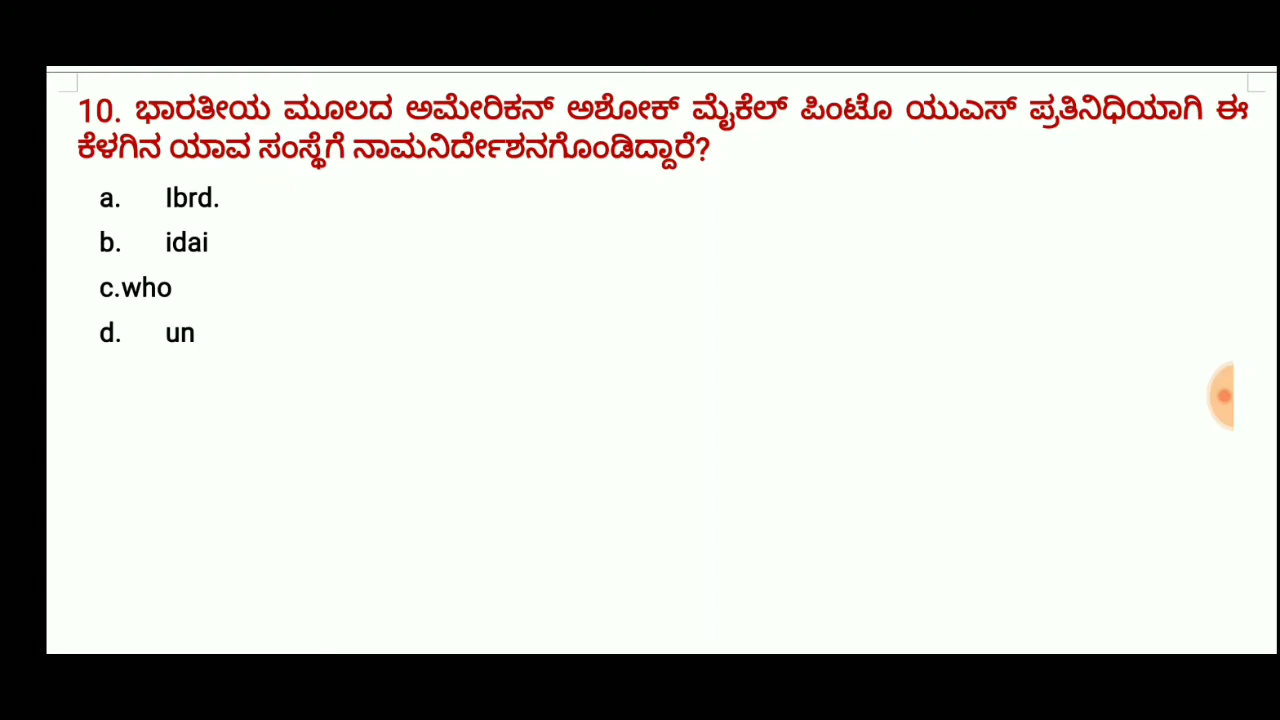 10. ಭಾರತೀಯ ಮೂಲದ ಅಮೇರಿಕನ್ ಅಶೋಕ್ ಮೈಕೆಲ್ ಪಿಂಟೊ ಯುಎಸ್ ಪ್ರತಿನಿಧಿಯಾಗಿ ಈ
ಕೆಳಗಿನ ಯಾವ ಸಂಸ್ಥೆಗೆ ನಾಮನಿರ್ದೇಶನಗೊಂಡಿದ್ದಾರೆ?
a. Ibrd.
b. idai
c.who
d. un